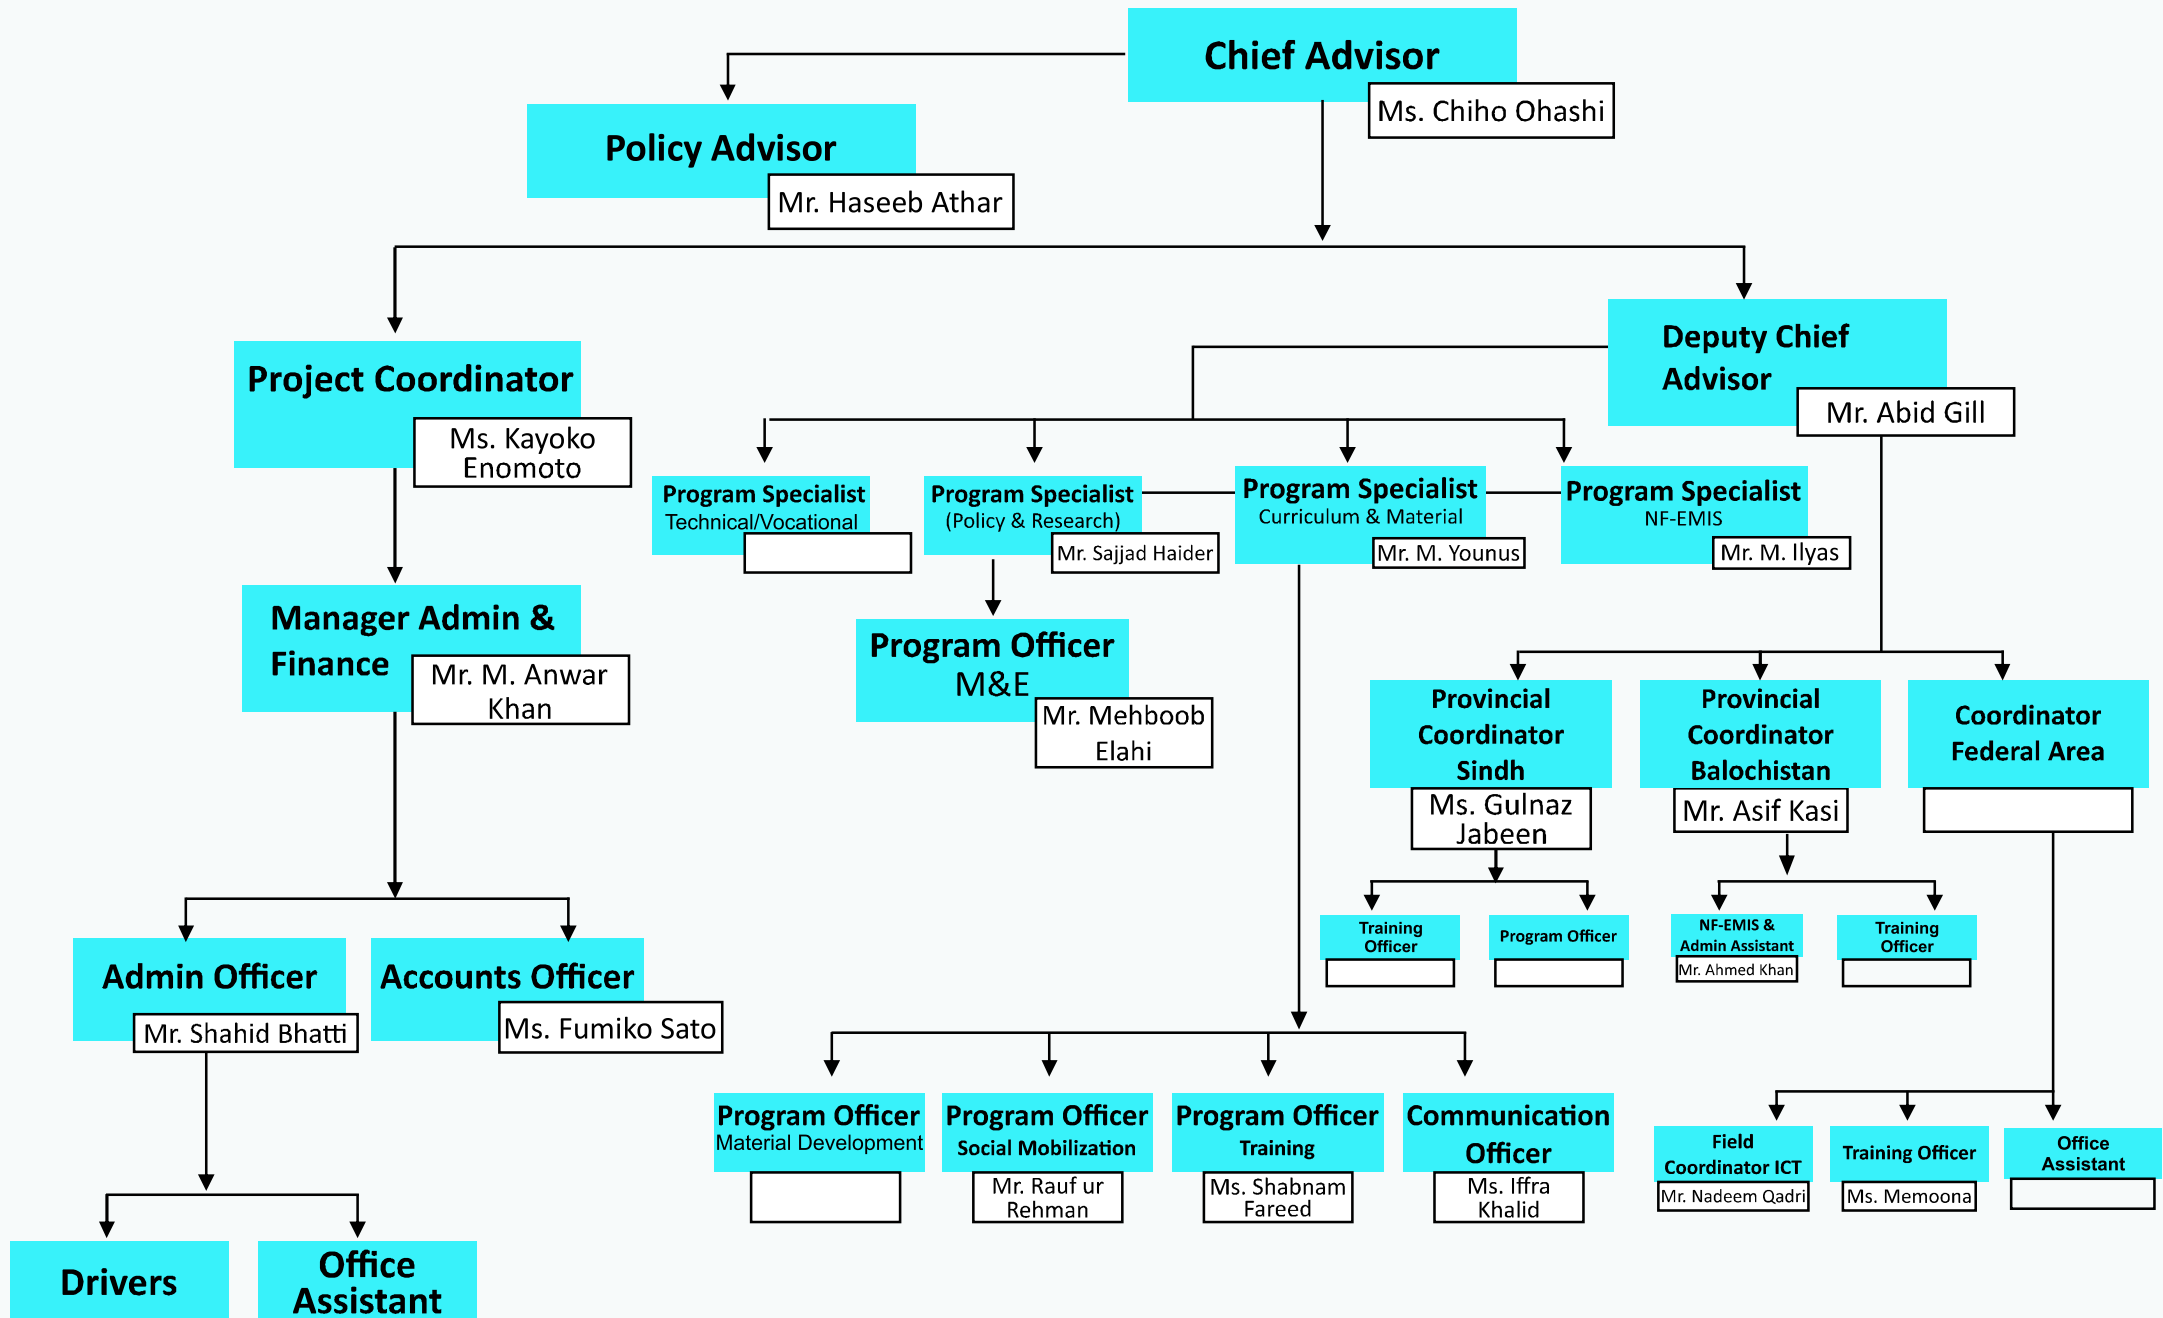 Chief Advisor
Ms. Chiho Ohashi
Policy Advisor
Mr. Haseeb Athar
Project Coordinator
Ms. Kayoko
Enomoto
Deputy Chief
Advisor
Mr. Abid Gill
Program Specialist
Technical/Vocational
Program Specialist
(Policy & Research)
Mr. Sajjad Haider
Program Specialist
Curriculum & Material
Mr. M. Younus
Program Specialist
NF-EMIS
Mr. M. Ilyas
Manager Admin &
Finance
Mr. M. Anwar
Khan
Program Officer
M&E
Mr. Mehboob
Elahi
Provincial
Coordinator
Sindh
Ms. Gulnaz
Jabeen
Provincial
Coordinator
Balochistan
Mr. Asif Kasi
Coordinator
Federal Area
Training
Officer
Program Officer
NF-EMIS &
Admin Assistant
Mr. Ahmed Khan
Training
Officer
Admin Officer
Mr. Shahid Bhatti
Accounts Officer
Ms. Fumiko Sato
Program Officer
Material Development
Program Officer
Social Mobilization
Mr. Rauf ur
Rehman
Program Officer
Training
Ms. Shabnam
Fareed
Communication
Officer
Ms. Iffra
Khalid
Field
Coordinator ICT
Mr. Nadeem Qadri
Training Officer
Ms. Memoona
Office
Assistant
Drivers
Office
Assistant